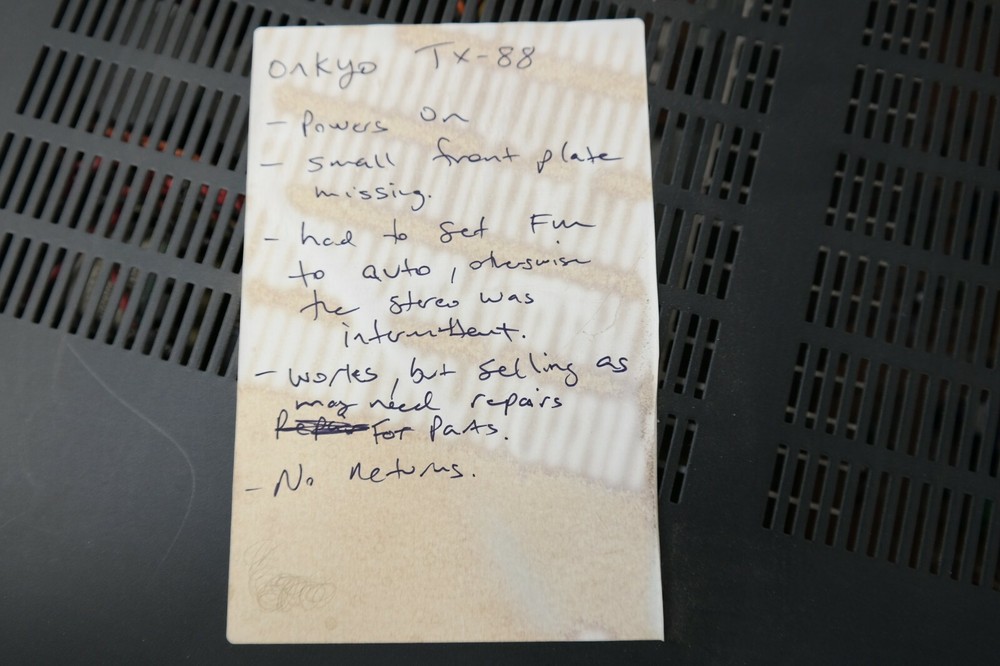 onkyo TX-88
- Powers on
- small front plate
missing.
- had to set Fm
to auto, otherwise
the stereo was
intermittent.
- works, but selling as
may need repairs
For Parts.
- No Returns.